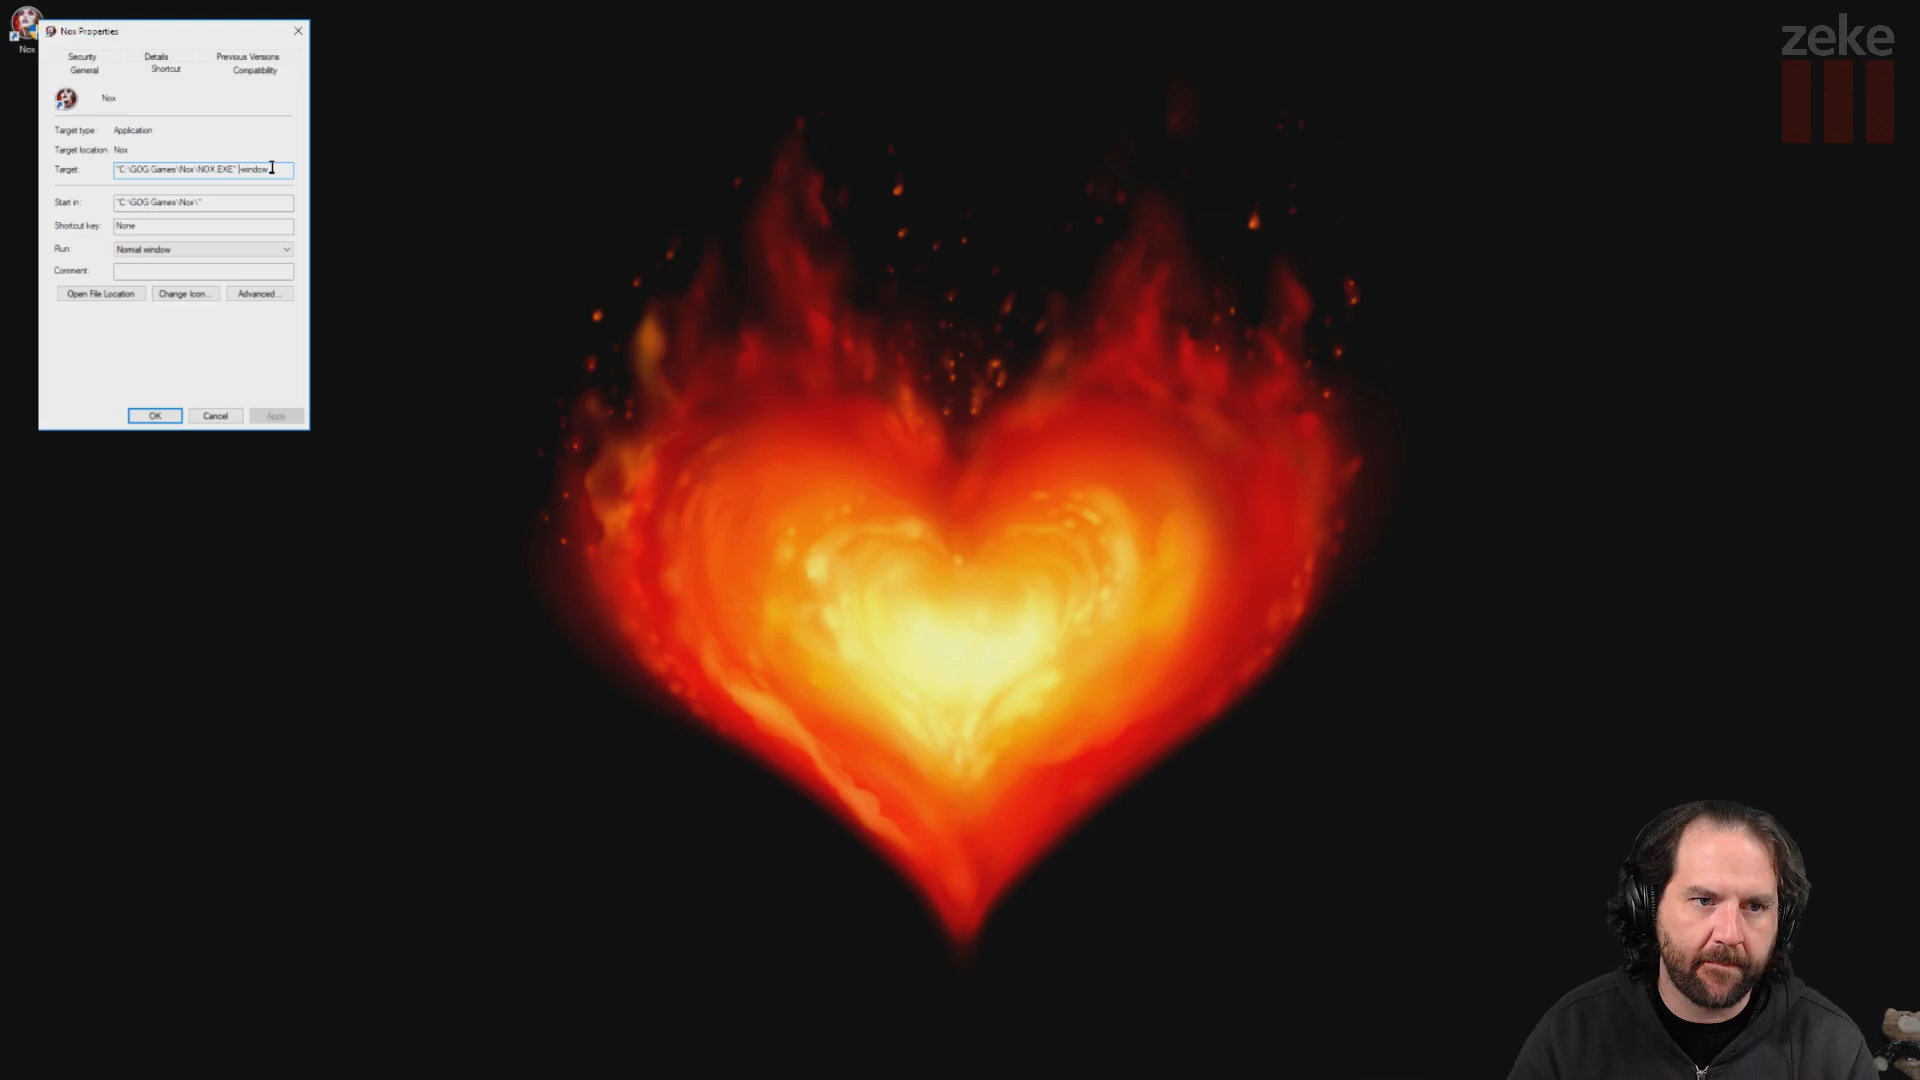 Nox
Nox Properties
Security
Details
Previous Versions
General
Shortcut
Compatibility
Nox
Target type:
Application
Target location:
Nox
Target:
"C:\GOG Games\Nox\NOX.EXE" -window
Start in:
"C:\GOG Games\Nox\"
Shortcut key:
None
Run:
Normal window
Comment:
Open File Location
Change Icon...
Advanced...
OK
Cancel
Apply
zeke
III